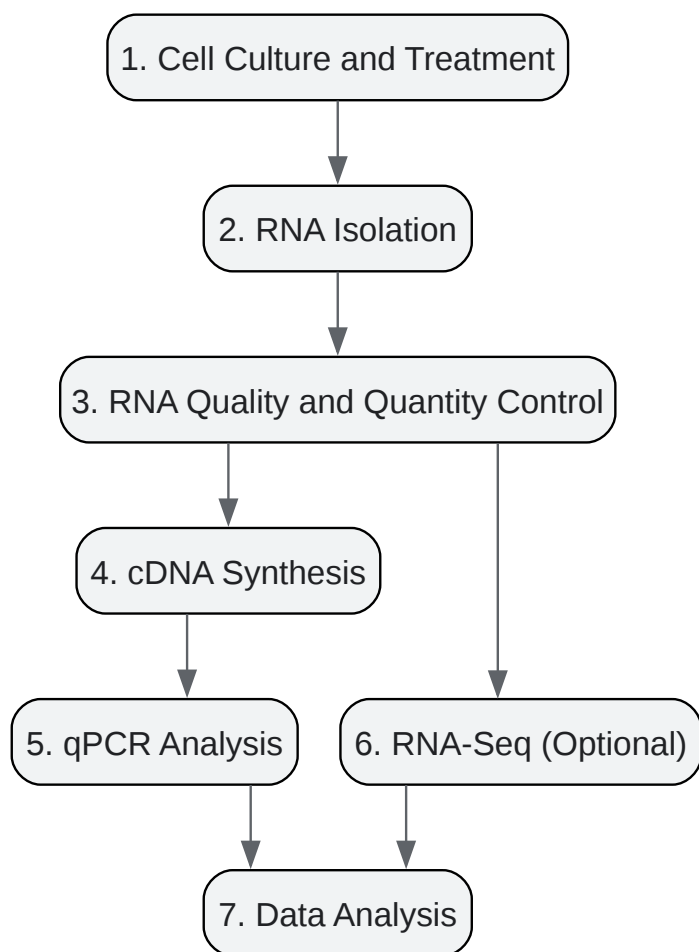 1. Cell Culture and Treatment
2. RNA Isolation
3. RNA Quality and Quantity Control
4. cDNA Synthesis
5. qPCR Analysis
6. RNA-Seq (Optional)
7. Data Analysis